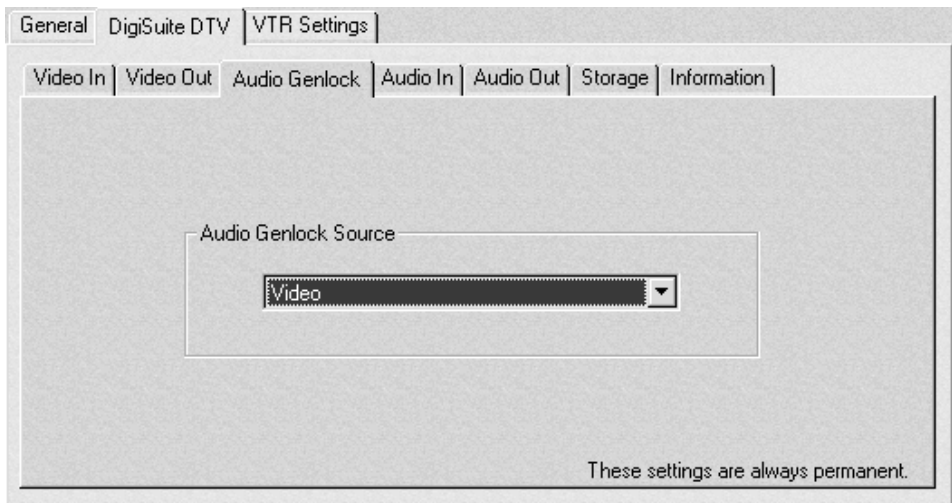 General DigiSuite DTV VTR Settings
Video In Video Out Audio Genlock Audio In Audio Out Storage Information
Audio Genlock Source
Video
These settings are always permanent.